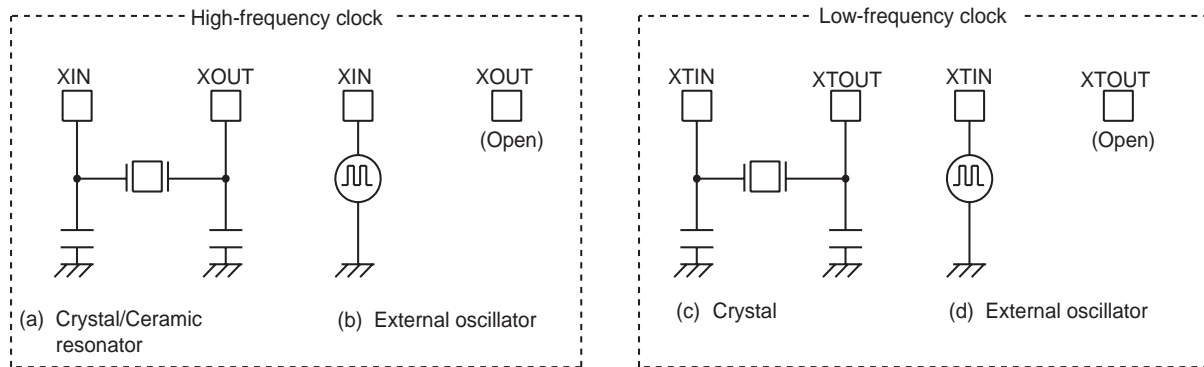 High-frequency clock
XIN
XOUT
XIN
XOUT
(Open)
(a) Crystal/Ceramic
resonator
(b) External oscillator
Low-frequency clock
XTIN
XTOUT
XTIN
XTOUT
(Open)
(c) Crystal
(d) External oscillator